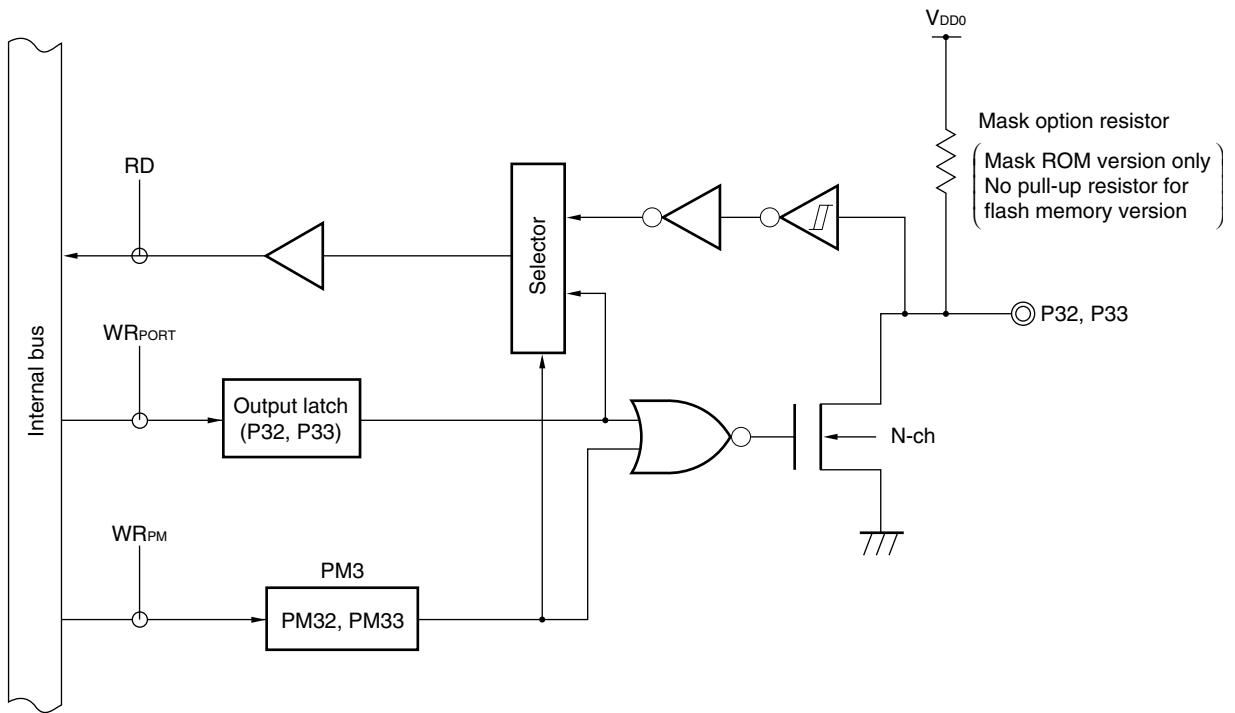 VDD0
Mask option resistor
Mask ROM version only
No pull-up resistor for
flash memory version
RD
Selector
P32, P33
WRPORT
Internal bus
Output latch
(P32, P33)
N-ch
WRPM
PM3
PM32, PM33